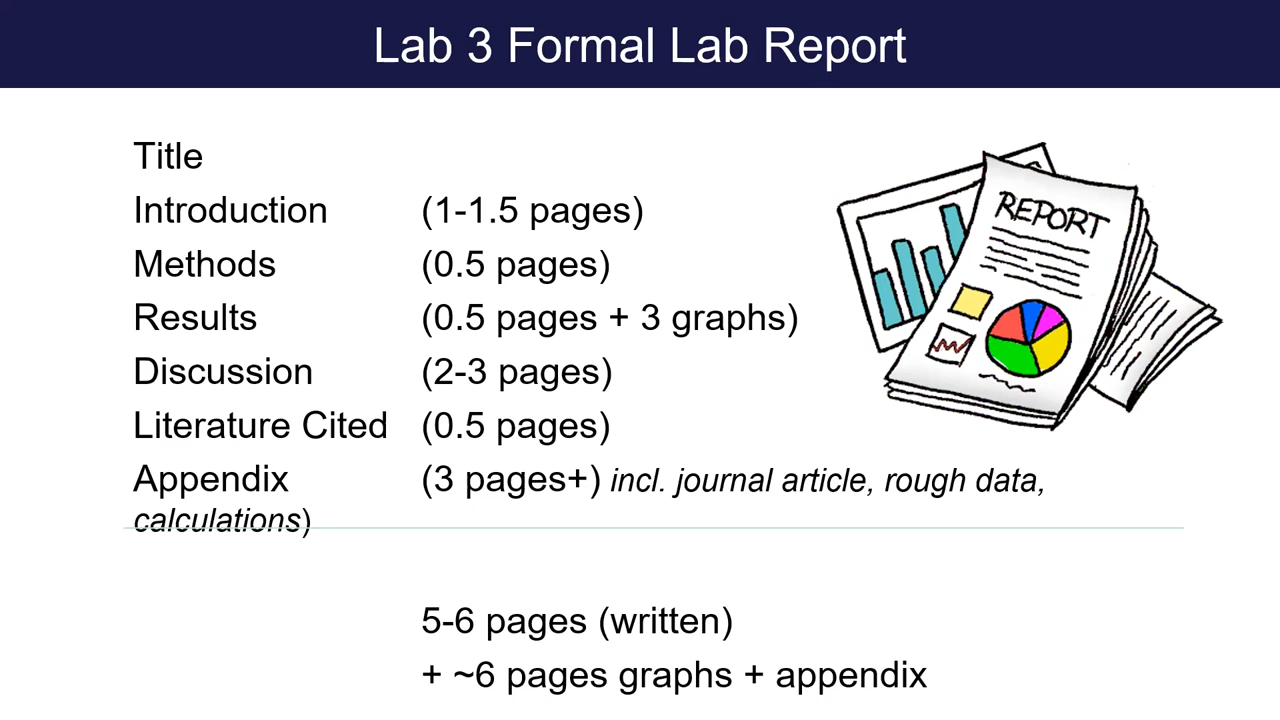 Lab 3 Formal Lab Report
Title
Introduction (1-1.5 pages)
Methods (0.5 pages)
Results (0.5 pages + 3 graphs)
Discussion (2-3 pages)
Literature Cited (0.5 pages)
Appendix (3 pages+) incl. journal article, rough data,
calculations)
REPORT
5-6 pages (written)
+ ~6 pages graphs + appendix